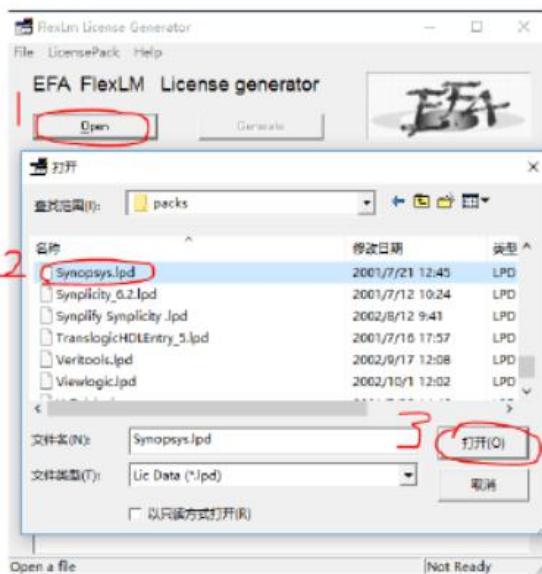 FlexLm License Generator
File LicensePack Help
EFA FlexLM License generator
EFA
1
Open
Generate
打开
查找范围(I):
packs
名称
修改日期
类型
2
Synopsys.lpd 2001/7/21 12:45 LPD
Synplicity_6.2.lpd 2001/7/12 10:24 LPD
Synplify Synplicity .lpd 2002/8/12 9:41 LPD
TranslogicHDLEntry_5.lpd 2001/7/16 17:57 LPD
Veritools.lpd 2002/9/17 12:08 LPD
Viewlogic.lpd 2002/10/1 12:02 LPD
3
文件名(N): Synopsys.lpd 打开(O)
文件类型(T): Lic Data (*.lpd) 取消
以只读方式打开(R)
Open a file Not Ready